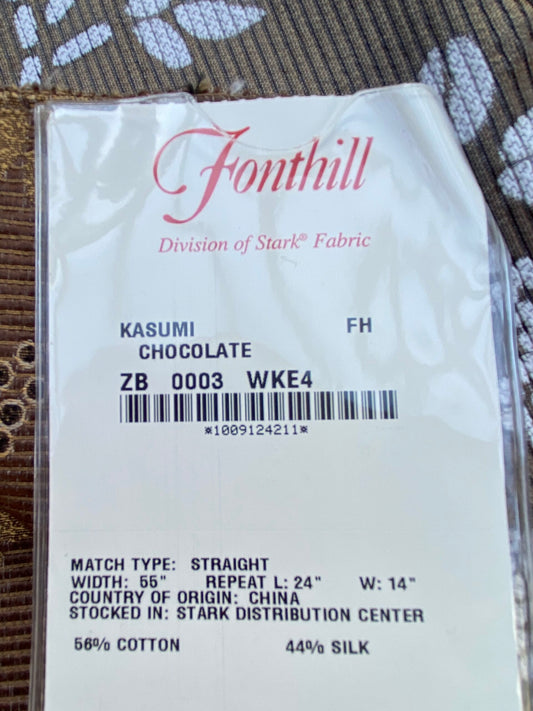 Fonthill
Division of Stark® Fabric
KASUMI FH
CHOCOLATE
ZB 0003 WKE4
*1009124211*
MATCH TYPE: STRAIGHT
WIDTH: 55" REPEAT L: 24" W: 14"
COUNTRY OF ORIGIN: CHINA
STOCKED IN: STARK DISTRIBUTION CENTER
56% COTTON 44% SILK